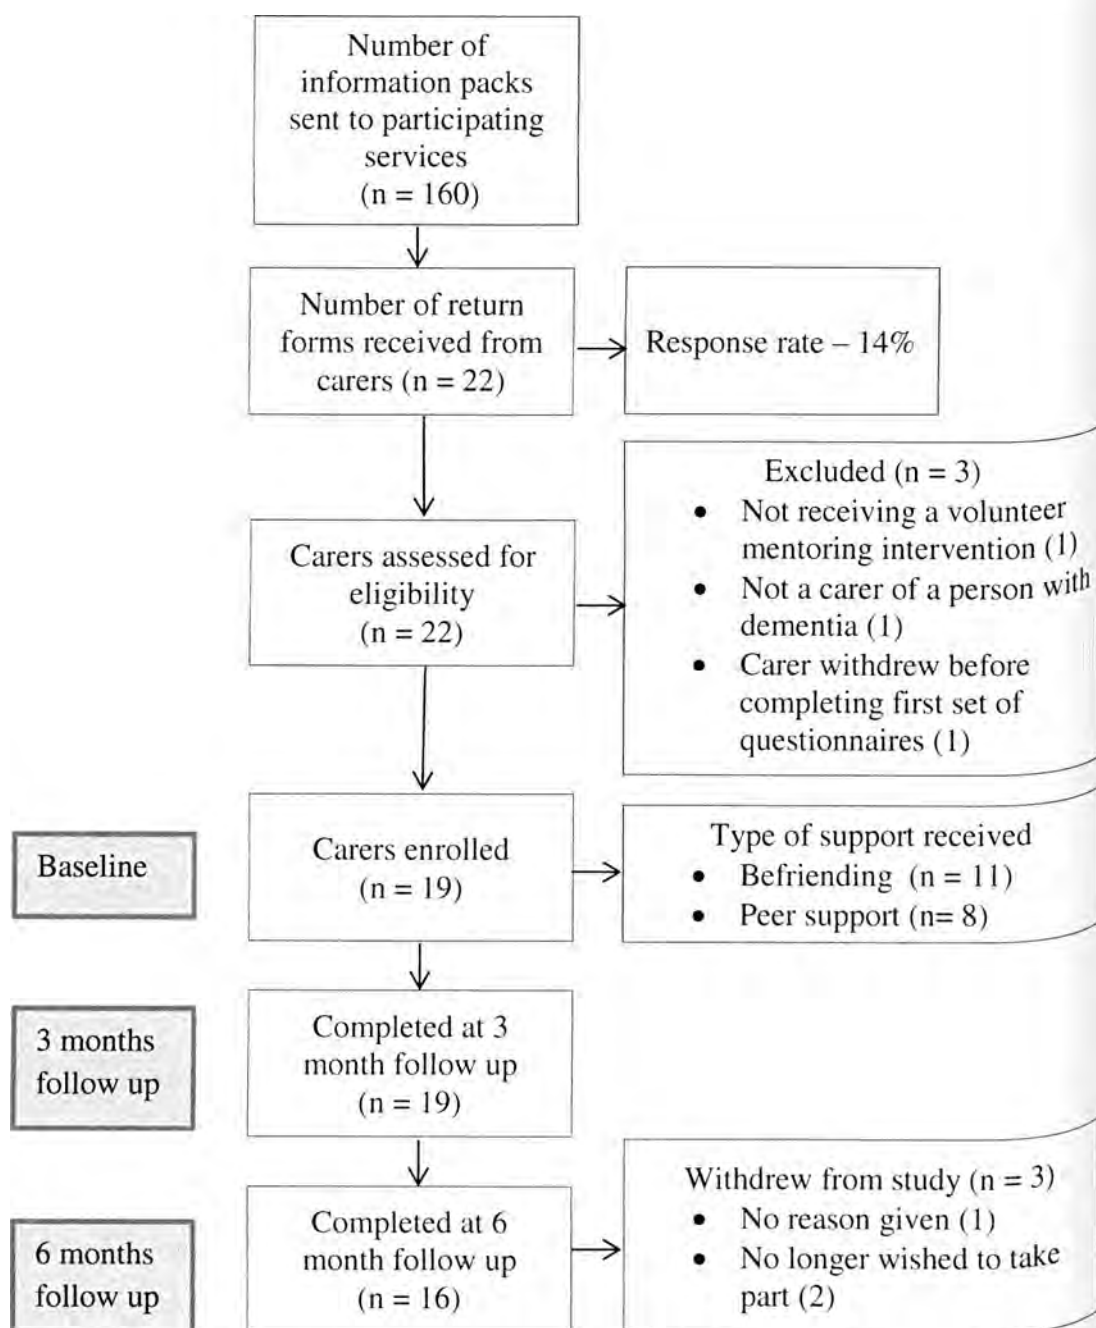 Number of
information packs
sent to participating
services
(n = 160)
Number of return
forms received from
carers (n = 22)
Response rate – 14%
Carers assessed for
eligibility
(n = 22)
Excluded (n = 3)
• Not receiving a volunteer
mentoring intervention (1)
• Not a carer of a person with
dementia (1)
• Carer withdrew before
completing first set of
questionnaires (1)
Baseline
Carers enrolled
(n = 19)
Type of support received
• Befriending (n = 11)
• Peer support (n= 8)
3 months
follow up
Completed at 3
month follow up
(n = 19)
6 months
follow up
Completed at 6
month follow up
(n = 16)
Withdrew from study (n = 3)
• No reason given (1)
• No longer wished to take
part (2)